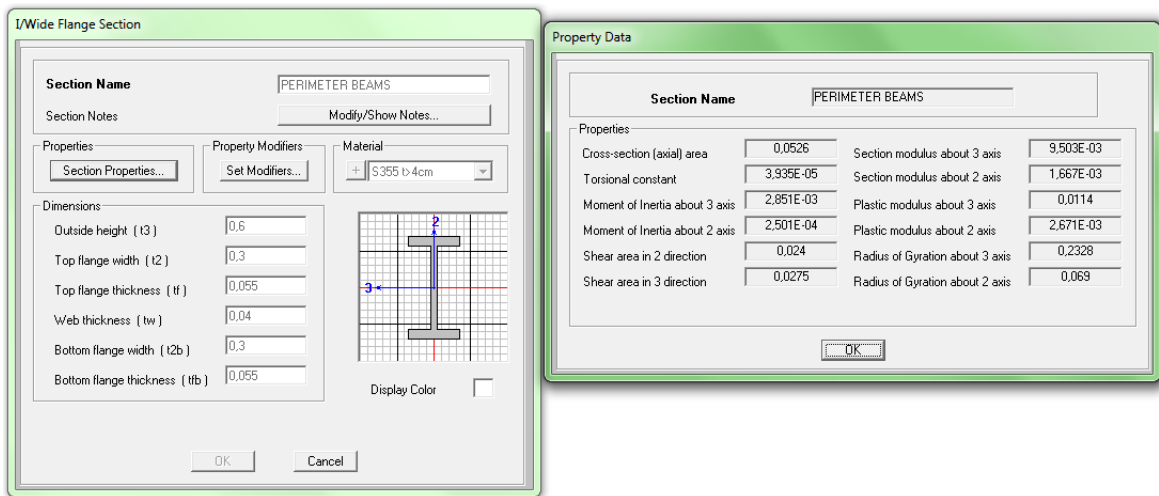 I/Wide Flange Section
Section Name PERIMETER BEAMS
Section Notes Modify/Show Notes...
Properties Property Modifiers Material
Section Properties... Set Modifiers... + S355 t>4cm
Dimensions
Outside height ( t3 ) 0,6
Top flange width ( t2 ) 0,3
Top flange thickness ( tf ) 0,055
Web thickness ( tw ) 0,04
Bottom flange width ( t2b ) 0,3
Bottom flange thickness ( tfb ) 0,055
2
3
Display Color
OK Cancel
Property Data
Section Name PERIMETER BEAMS
Properties
Cross-section (axial) area 0,0526 Section modulus about 3 axis 9,503E-03
Torsional constant 3,935E-05 Section modulus about 2 axis 1,667E-03
Moment of Inertia about 3 axis 2,851E-03 Plastic modulus about 3 axis 0,0114
Moment of Inertia about 2 axis 2,501E-04 Plastic modulus about 2 axis 2,671E-03
Shear area in 2 direction 0,024 Radius of Gyration about 3 axis 0,2328
Shear area in 3 direction 0,0275 Radius of Gyration about 2 axis 0,069
OK